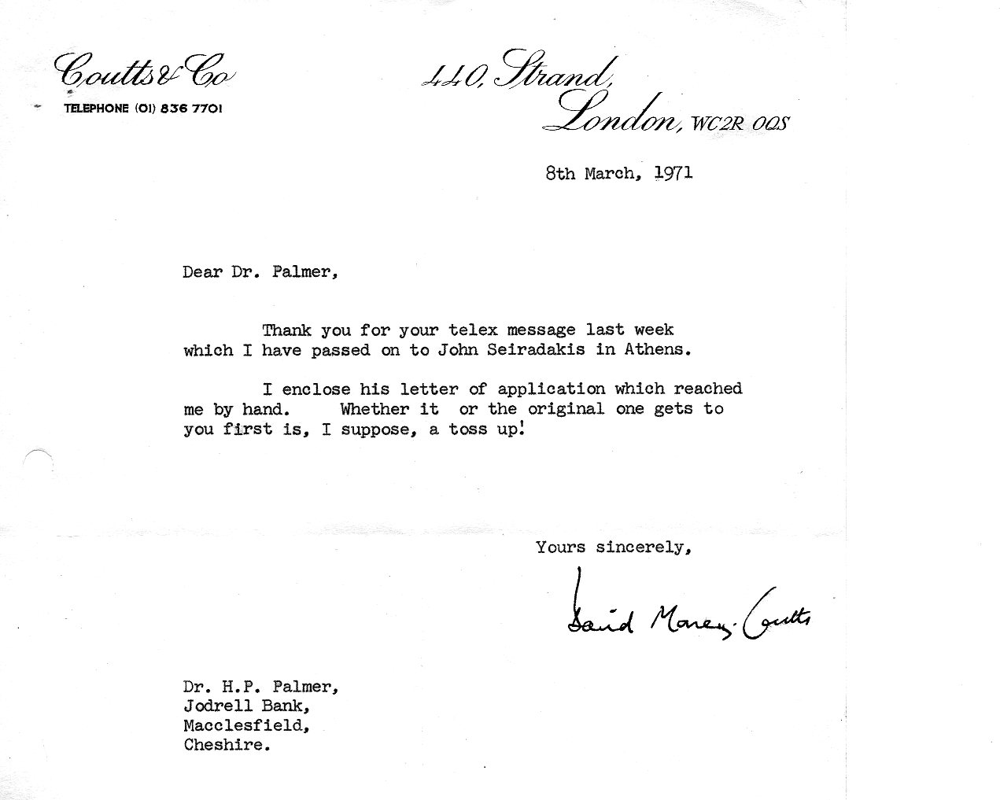 Coutts & Co
TELEPHONE (01) 836 7701
440, Strand,
London, WC2R 0QS
8th March, 1971
Dear Dr. Palmer,
Thank you for your telex message last week
which I have passed on to John Seiradakis in Athens.
I enclose his letter of application which reached
me by hand. Whether it or the original one gets to
you first is, I suppose, a toss up!
Yours sincerely,
David Money-Coutts
Dr. H.P. Palmer,
Jodrell Bank,
Macclesfield,
Cheshire.